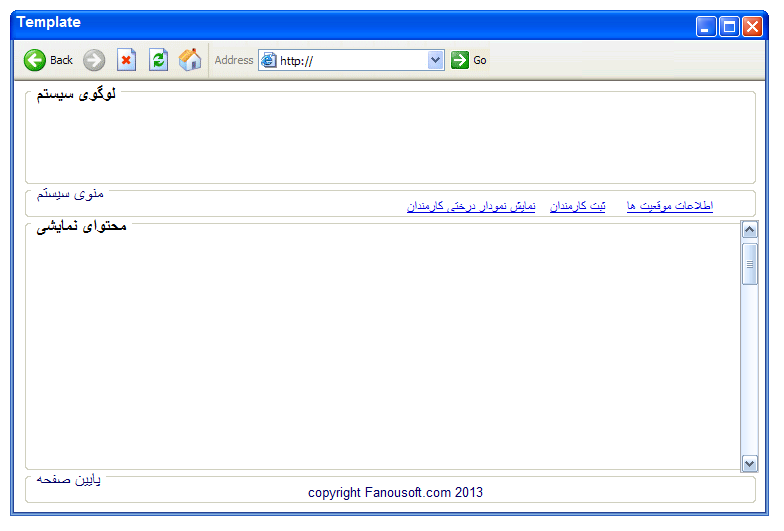 Template
Back Address http:// Go
لوگوی سیستم
منوی سیستم
اطلاعات موقعیت ها ثبت کارمندان نمایش نمودار درختی کارمندان
محتوای نمایشی
پایین صفحه
copyright Fanousoft.com 2013